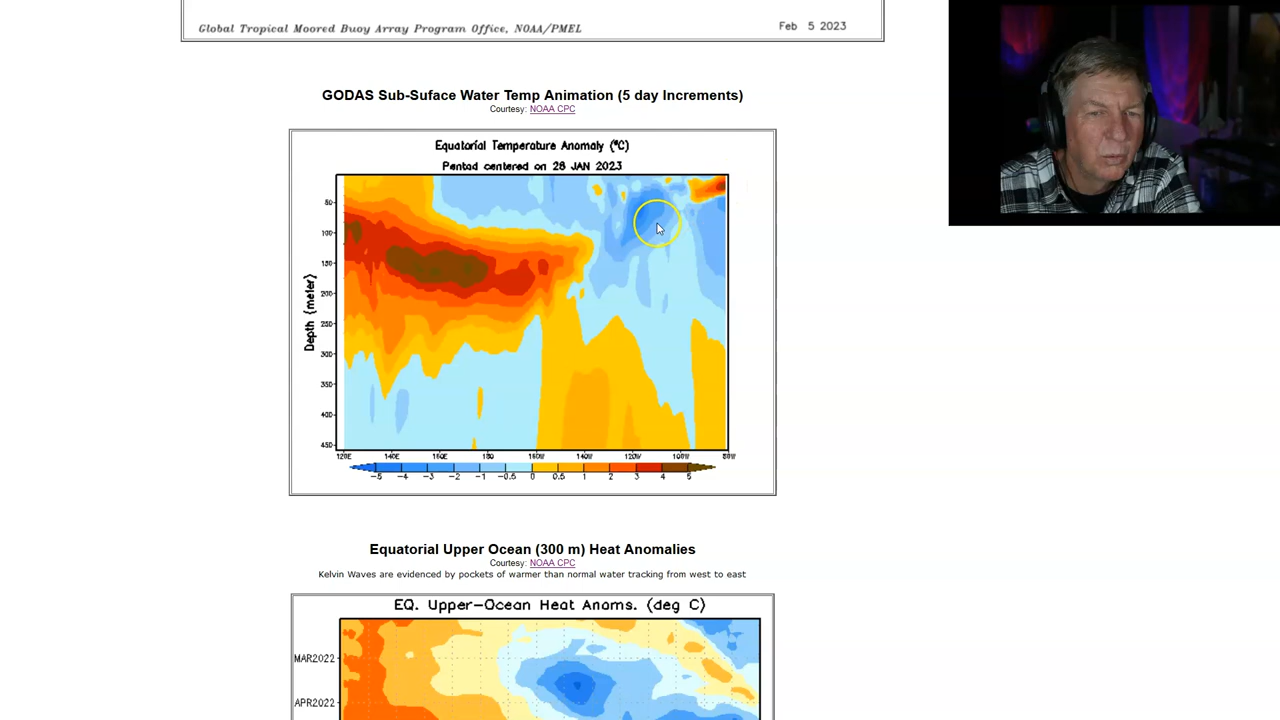 Global Tropical Moored Buoy Array Program Office, NOAA/PMEL
Feb 5 2023
GODAS Sub-Suface Water Temp Animation (5 day Increments)
Courtesy: NOAA CPC
Equatorial Temperature Anomaly (°C)
Pentad centered on 28 JAN 2023
Depth (meter)
50
100
150
200
250
300
350
400
450
120E 140E 160E 180 160W 140W 120W 100W 80W
-5 -4 -3 -2 -1 -0.5 0 0.5 1 2 3 4 5
Equatorial Upper Ocean (300 m) Heat Anomalies
Courtesy: NOAA CPC
Kelvin Waves are evidenced by pockets of warmer than normal water tracking from west to east
EQ. Upper-Ocean Heat Anoms. (deg C)
MAR2022
APR2022